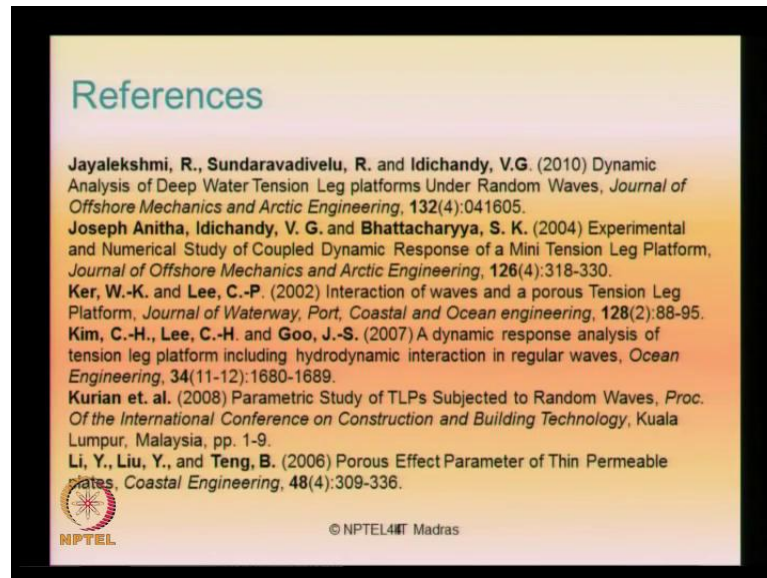 References
Jayalekshmi, R., Sundaravadivelu, R. and Idichandy, V.G. (2010) Dynamic
Analysis of Deep Water Tension Leg platforms Under Random Waves, Journal of
Offshore Mechanics and Arctic Engineering, 132(4):041605.
Joseph Anitha, Idichandy, V. G. and Bhattacharyya, S. K. (2004) Experimental
and Numerical Study of Coupled Dynamic Response of a Mini Tension Leg Platform,
Journal of Offshore Mechanics and Arctic Engineering, 126(4):318-330.
Ker, W.-K. and Lee, C.-P. (2002) Interaction of waves and a porous Tension Leg
Platform, Journal of Waterway, Port, Coastal and Ocean engineering, 128(2):88-95.
Kim, C.-H., Lee, C.-H. and Goo, J.-S. (2007) A dynamic response analysis of
tension leg platform including hydrodynamic interaction in regular waves, Ocean
Engineering, 34(11-12):1680-1689.
Kurian et. al. (2008) Parametric Study of TLPs Subjected to Random Waves, Proc.
Of the International Conference on Construction and Building Technology, Kuala
Lumpur, Malaysia, pp. 1-9.
Li, Y., Liu, Y., and Teng, B. (2006) Porous Effect Parameter of Thin Permeable
plates, Coastal Engineering, 48(4):309-336.
NPTEL
© NPTEL Madras